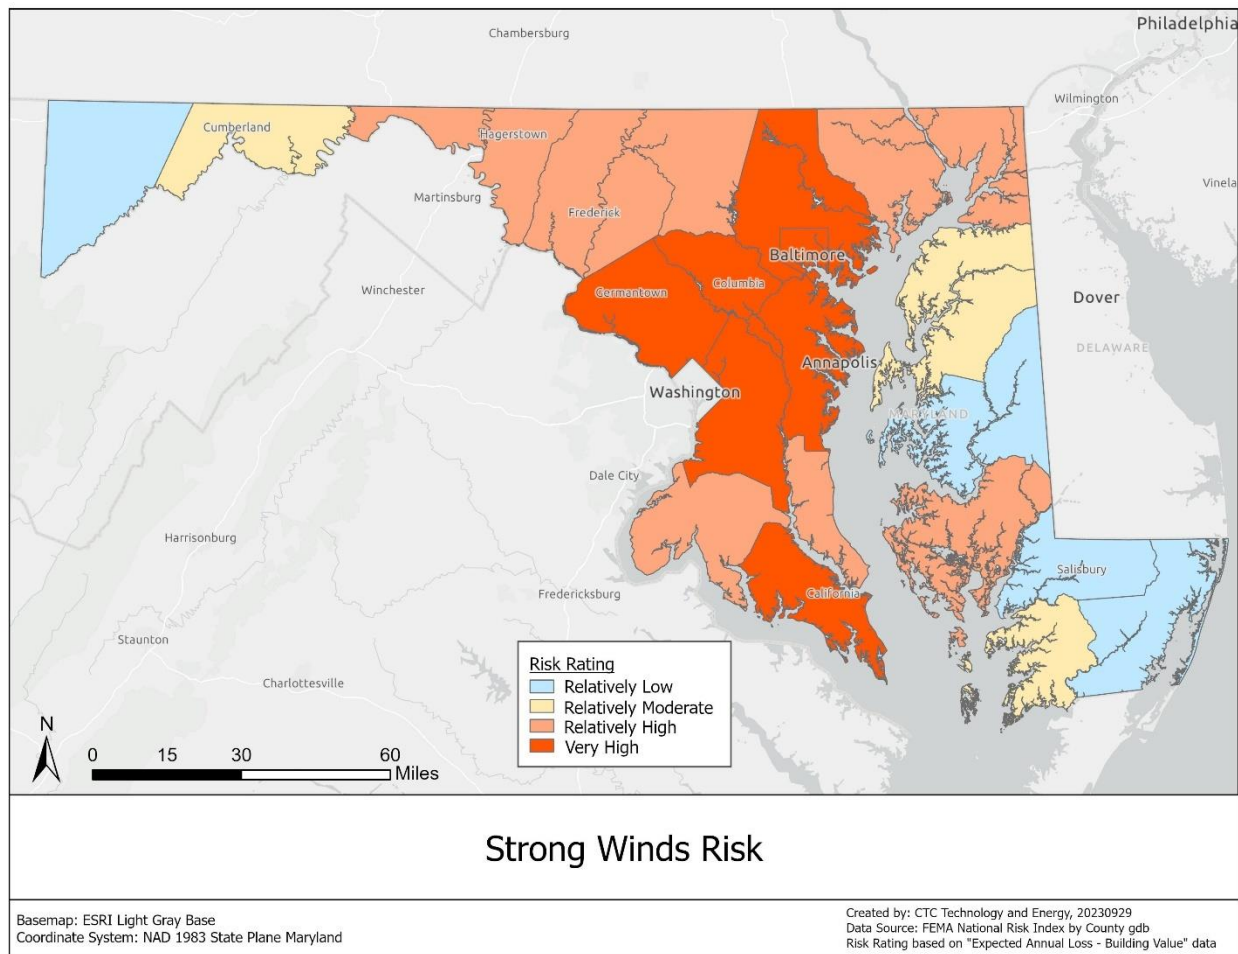 Philadelphia
Chambersburg
Wilmington
Cumberland
Hagerstown
Vinela
Martinsburg
Frederick
Baltimore
Columbia
Germantown
Winchester
Dover
DELAWARE
Annapolis
Washington
MARYLAND
Dale City
Harrisonburg
Salisbury
Fredericksburg
California
Staunton
Charlottesville
Risk Rating
Relatively Low
Relatively Moderate
Relatively High
Very High
N
0 15 30 60
Miles
Strong Winds Risk
Basemap: ESRI Light Gray Base
Coordinate System: NAD 1983 State Plane Maryland
Created by: CTC Technology and Energy, 20230929
Data Source: FEMA National Risk Index by County gdb
Risk Rating based on "Expected Annual Loss - Building Value" data